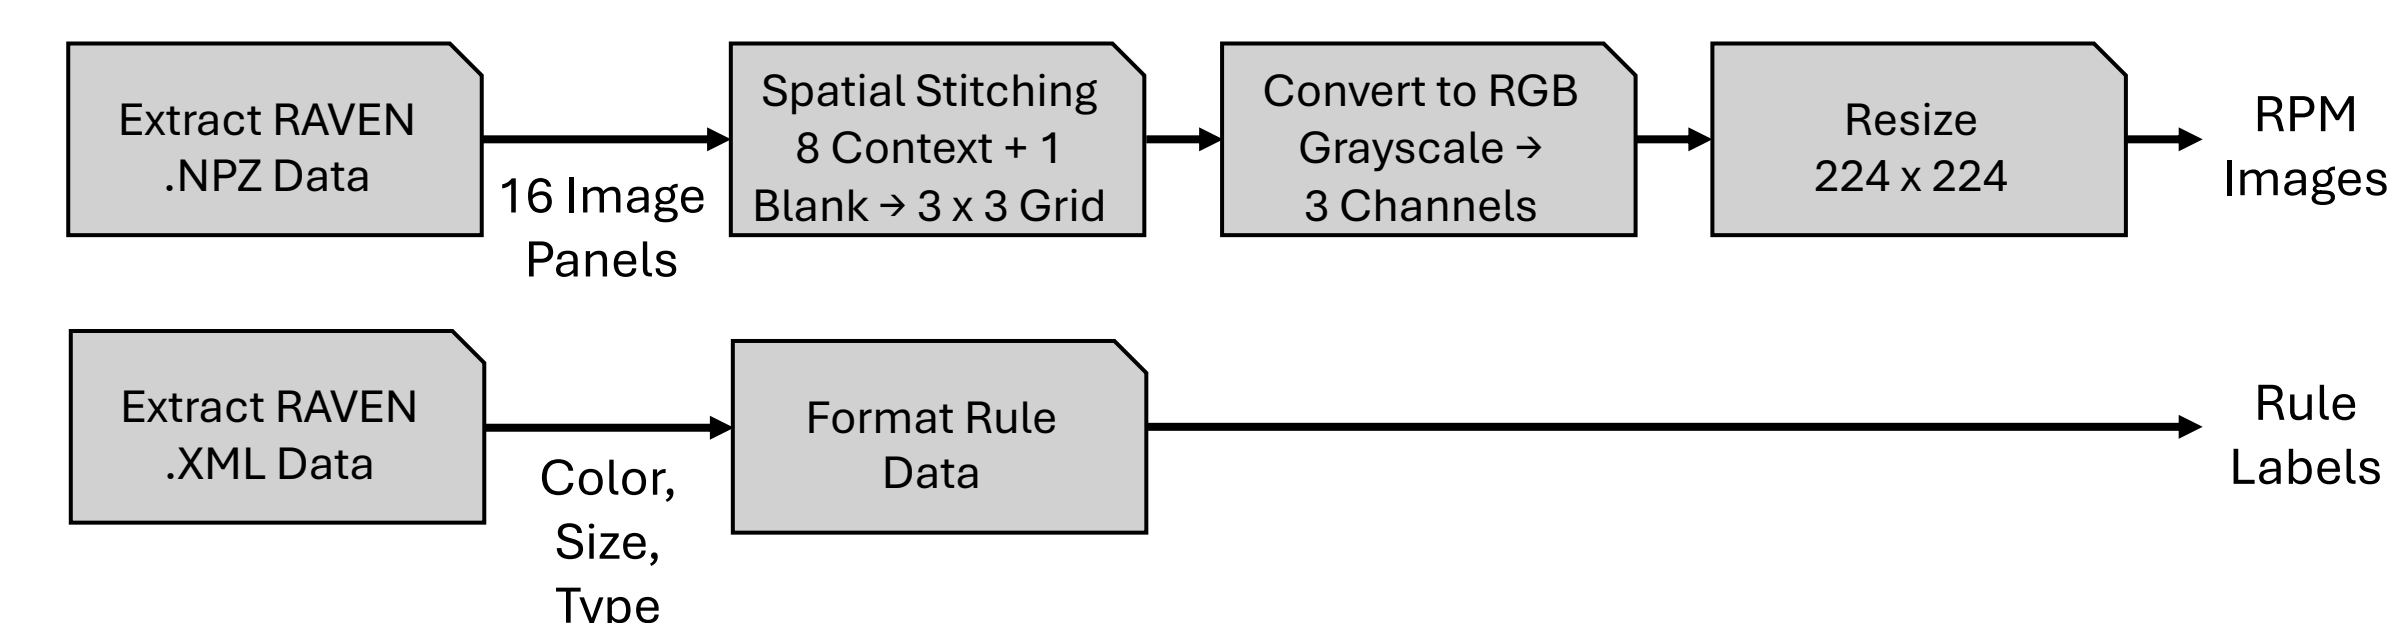 Extract RAVEN
.NPZ Data
16 Image
Panels
Spatial Stitching
8 Context + 1
Blank → 3 x 3 Grid
Convert to RGB
Grayscale →
3 Channels
Resize
224 x 224
RPM
Images
Extract RAVEN
.XML Data
Color,
Size,
Type
Format Rule
Data
Rule
Labels